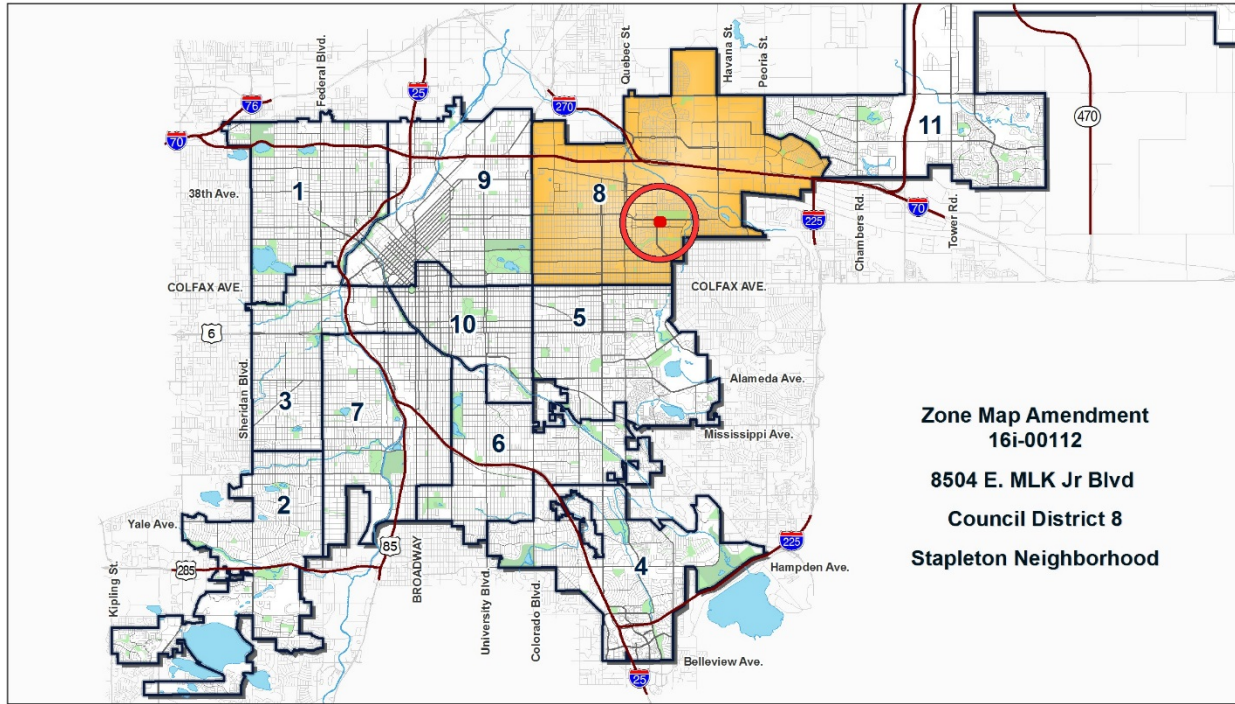 Federal Blvd.
Quebec St.
Havana St.
Peoria St.
76
25
270
470
70
11
38th Ave.
1
9
8
Chambers Rd.
Tower Rd.
70
225
COLFAX AVE.
COLFAX AVE.
6
10
5
Sheridan Blvd.
3
7
Alameda Ave.
Mississippi Ave.
6
Zone Map Amendment
16i-00112
8504 E. MLK Jr Blvd
Council District 8
Stapleton Neighborhood
2
Yale Ave.
85
225
4
Hampden Ave.
285
Kipling St.
BROADWAY
University Blvd.
Colorado Blvd.
Belleview Ave.
25